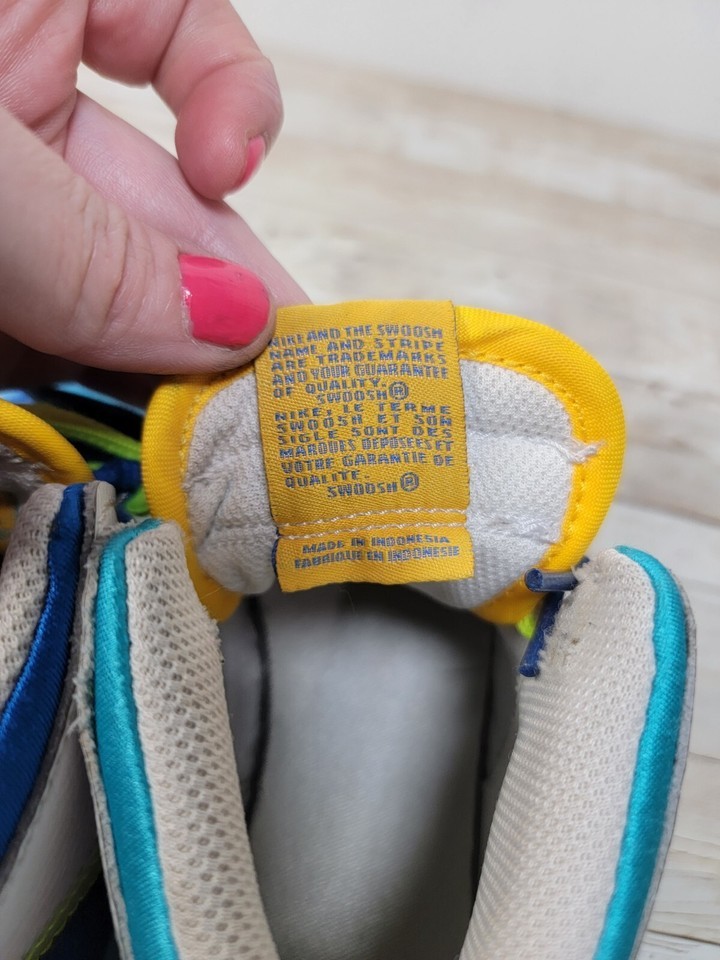 NIKE AND THE SWOOSH
NAME AND STRIPE
ARE TRADEMARKS
AND YOUR GUARANTEE
OF QUALITY.
SWOOSH®
NIKE, LE TERME
SWOOSH ET SON
SIGLE SONT DES
MARQUES DEPOSEES ET
VOTRE GARANTIE DE
QUALITE.
SWOOSH®
MADE IN INDONESIA
FABRIQUE EN INDONESIE